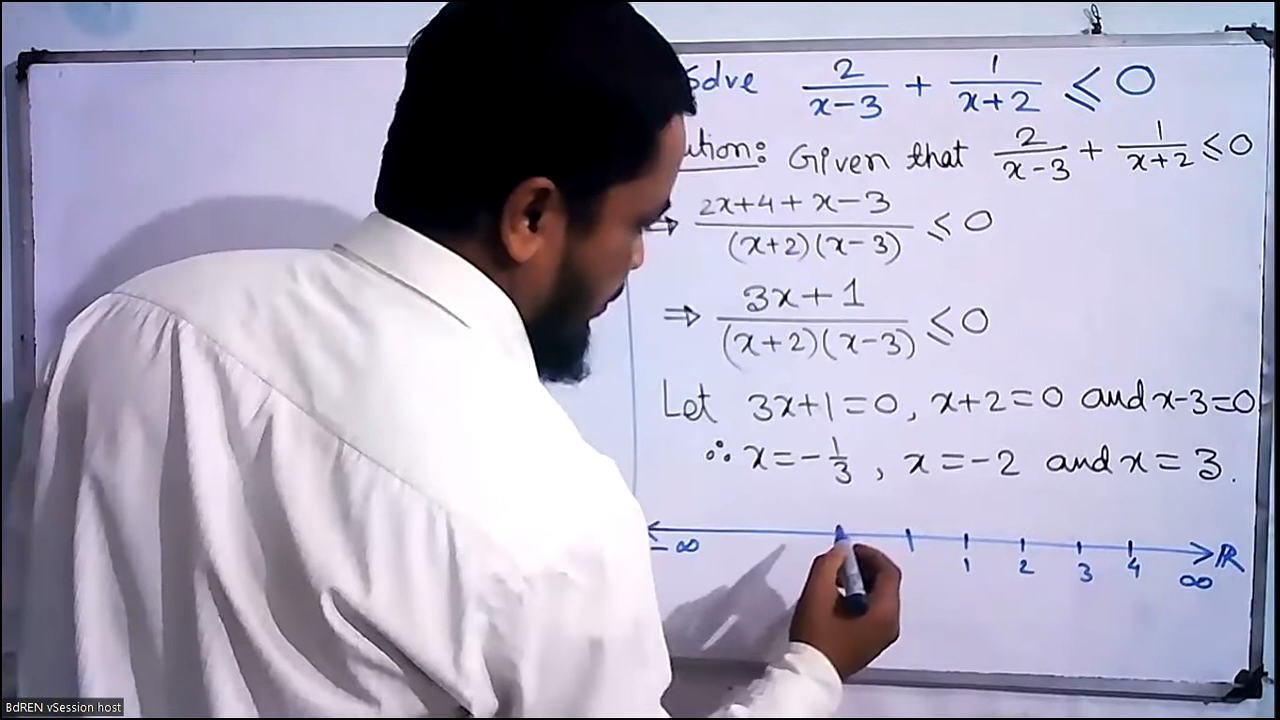 Solve 2/(x-3) + 1/(x+2) ≤ 0
ution: Given that 2/(x-3) + 1/(x+2) ≤ 0
⇒ (2x+4+x-3)/((x+2)(x-3)) ≤ 0
⇒ (3x+1)/((x+2)(x-3)) ≤ 0
Let 3x+1=0, x+2=0 and x-3=0
∴ x=-1/3, x=-2 and x=3.
-∞ 1 2 3 4 ∞ ℝ
BdREN vSession host